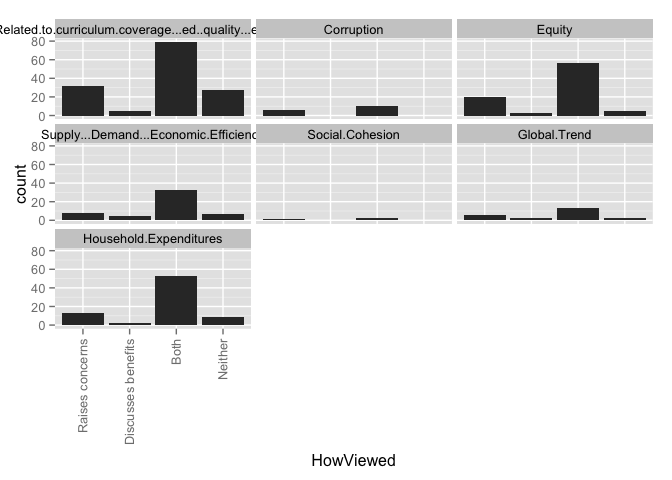 Related.to.curriculum.coverage...ed..quality...e
Corruption
Equity
80
60
40
20
0
Supply...Demand...Economic.Efficienc
Social.Cohesion
Global.Trend
80
60
40
20
0
Household.Expenditures
80
60
40
20
0
count
Raises concerns
Discusses benefits
Both
Neither
HowViewed